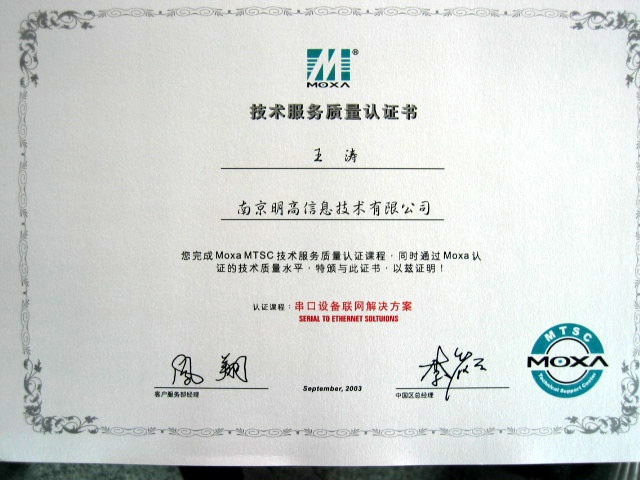 MOXA®
技术服务质量认证书
王 涛
南京明高信息技术有限公司
您完成Moxa MTSC 技术服务质量认证课程，同时通过Moxa 认
证的技术质量水平，特颁与此证书，以兹证明！
认证课程：串口设备联网解决方案
SERIAL TO ETHERNET SOLTUIONS
客户服务部经理
September, 2003
中国区总经理
MTSC
MOXA
Technical Support Center